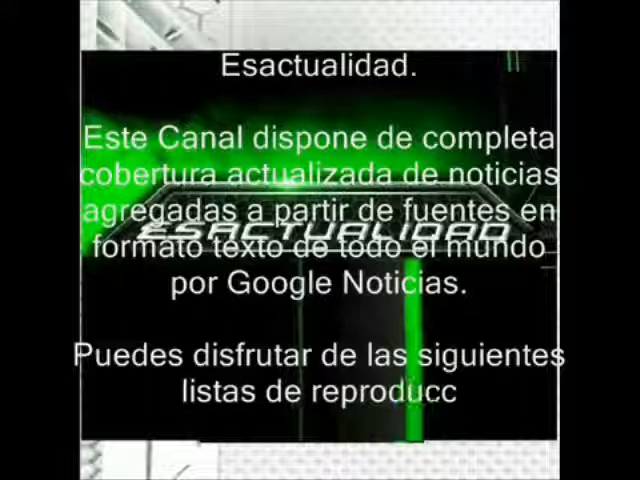 Esactualidad.
Este Canal dispone de completa
cobertura actualizada de noticias
agregadas a partir de fuentes en
ESACTUALIDAD
formato texto de todo el mundo
por Google Noticias.
Puedes disfrutar de las siguientes
listas de reproducc